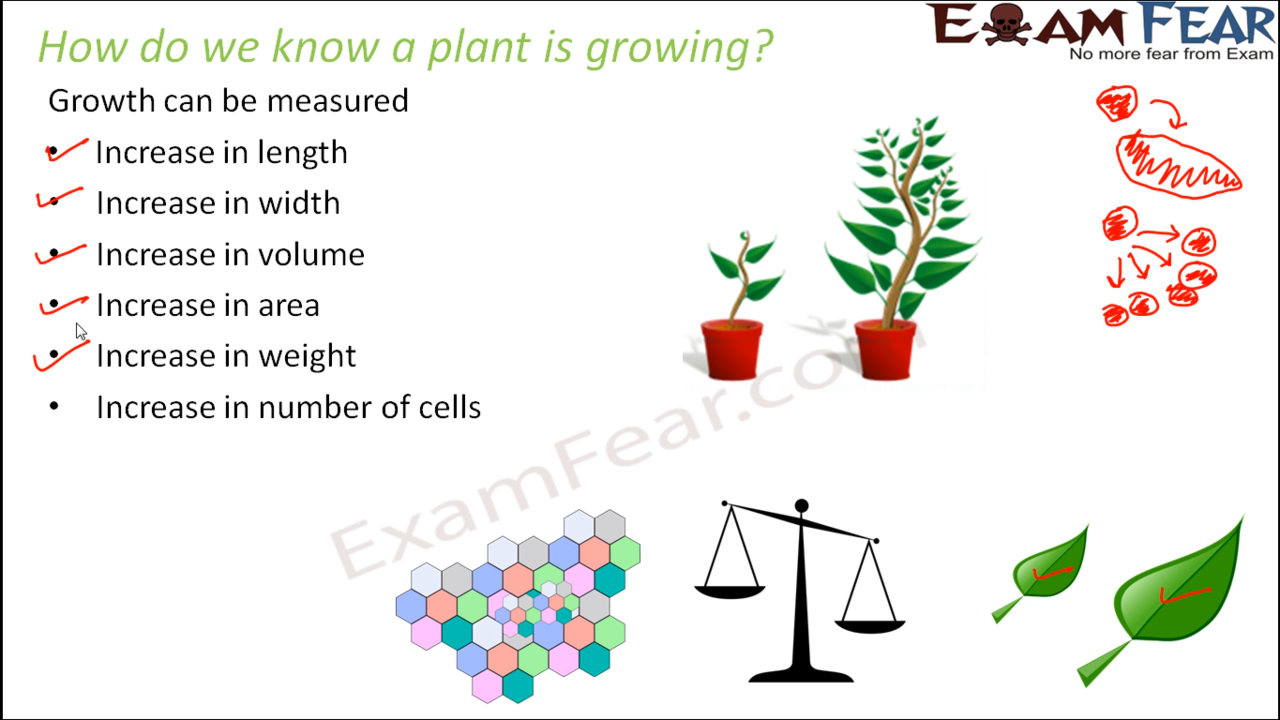 How do we know a plant is growing?
EXAM FEAR
No more fear from Exam
Growth can be measured
• Increase in length
• Increase in width
• Increase in volume
• Increase in area
• Increase in weight
• Increase in number of cells
ExamFear.com